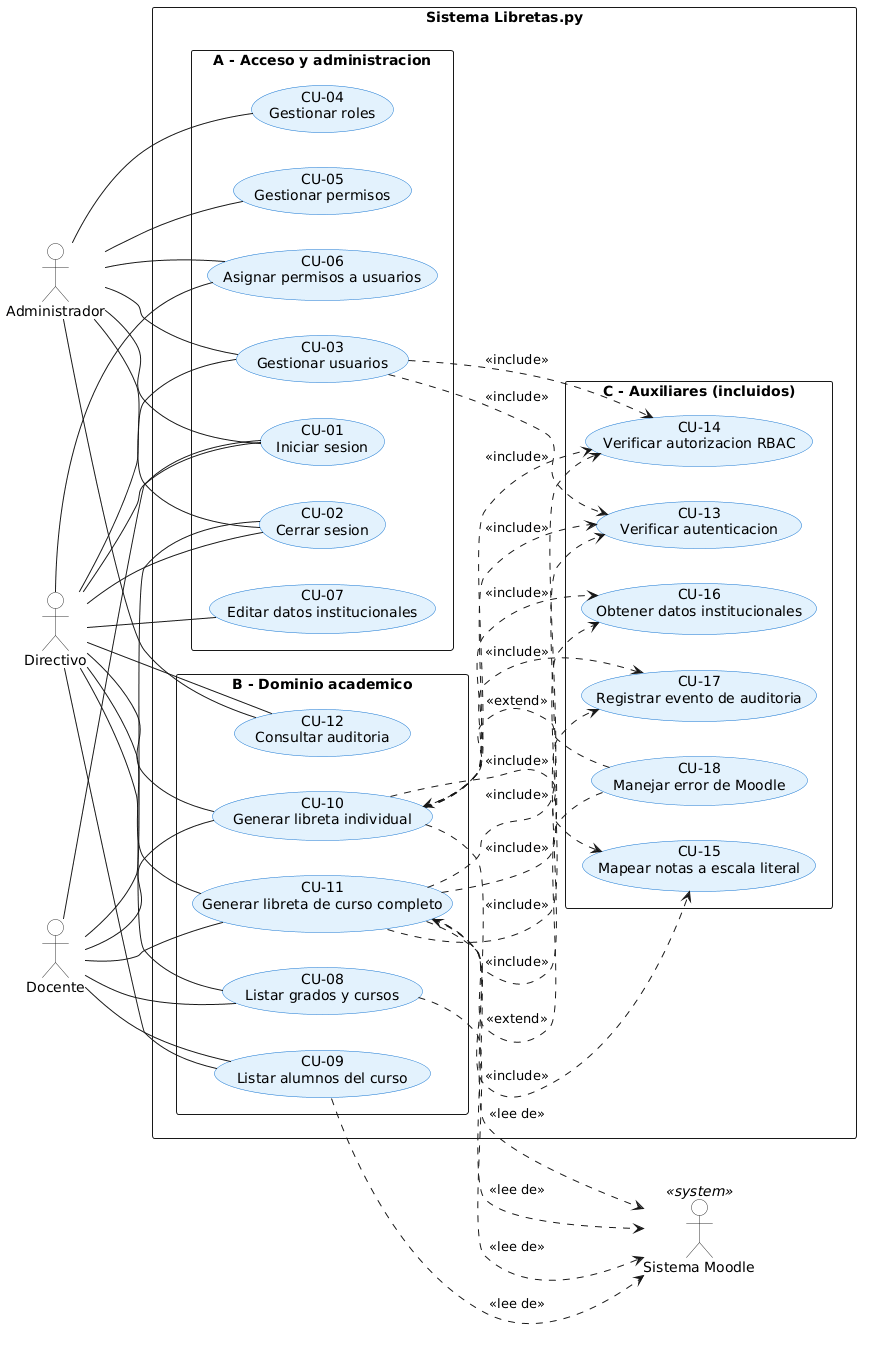 Sistema Libretas.py
A - Acceso y administracion
CU-04
Gestionar roles
CU-05
Gestionar permisos
CU-06
Asignar permisos a usuarios
Administrador
CU-03
Gestionar usuarios
«include»
«include»
C - Auxiliares (incluidos)
CU-14
Verificar autorizacion RBAC
CU-01
Iniciar sesion
«include»
CU-02
Cerrar sesion
«include»
CU-13
Verificar autenticacion
CU-07
Editar datos institucionales
«include»
CU-16
Obtener datos institucionales
Directivo
«include»
B - Dominio academico
CU-17
Registrar evento de auditoria
«extend»
CU-12
Consultar auditoria
«include»
CU-18
Manejar error de Moodle
«include»
CU-10
Generar libreta individual
«include»
CU-15
Mapear notas a escala literal
CU-11
Generar libreta de curso completo
«include»
Docente
«include»
CU-08
Listar grados y cursos
«extend»
CU-09
Listar alumnos del curso
«include»
«lee de»
«lee de»
«system»
Sistema Moodle
«lee de»
«lee de»